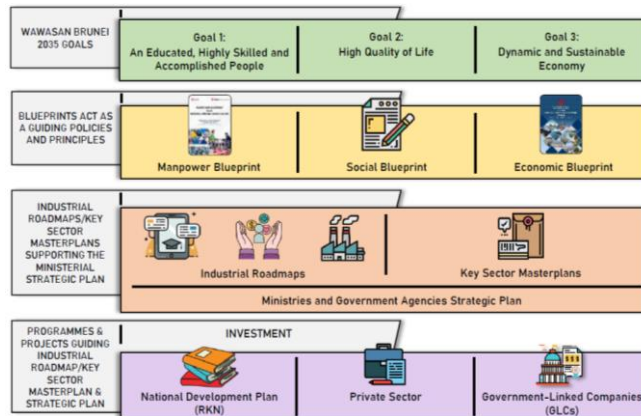 WAWASAN BRUNEI
2035 GOALS
Goal 1:
An Educated, Highly Skilled and
Accomplished People
Goal 2:
High Quality of Life
Goal 3:
Dynamic and Sustainable
Economy
BLUEPRINTS ACT AS
A GUIDING POLICIES
AND PRINCIPLES
Manpower Blueprint
Social Blueprint
Economic Blueprint
INDUSTRIAL
ROADMAPS/KEY
SECTOR
MASTERPLANS
SUPPORTING THE
MINISTERIAL
STRATEGIC PLAN
Industrial Roadmaps
Key Sector Masterplans
Ministries and Government Agencies Strategic Plan
PROGRAMMES &
PROJECTS GUIDING
INDUSTRIAL
ROADMAP/KEY
SECTOR
MASTERPLAN &
STRATEGIC PLAN
INVESTMENT
National Development Plan
(RKN)
Private Sector
Government-Linked Companies
(GLCs)